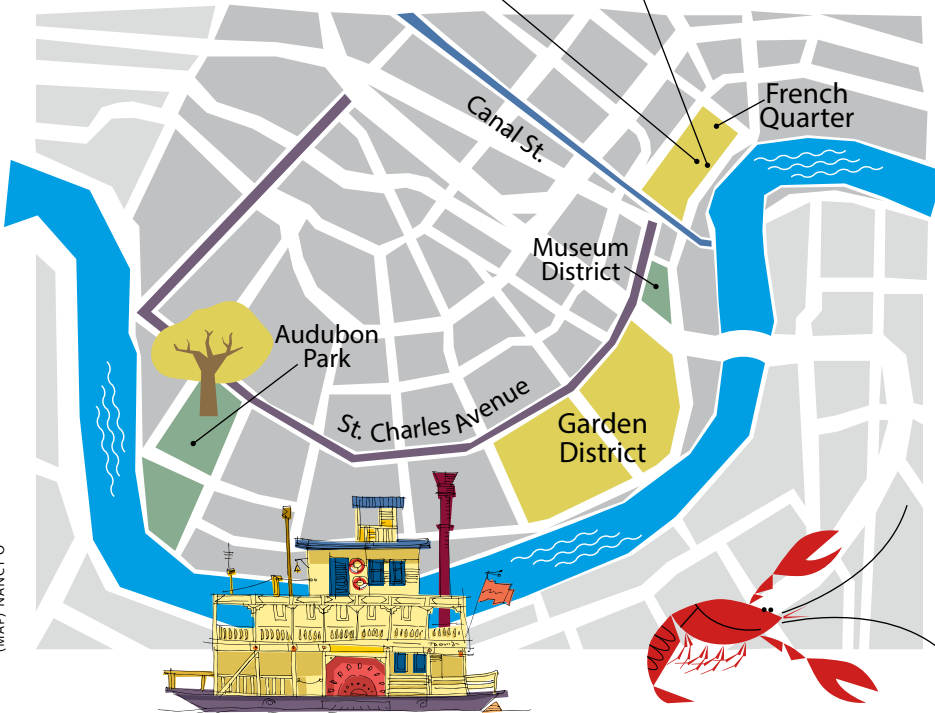 Canal St.
French
Quarter
Museum
District
Audubon
Park
St. Charles Avenue
Garden
District